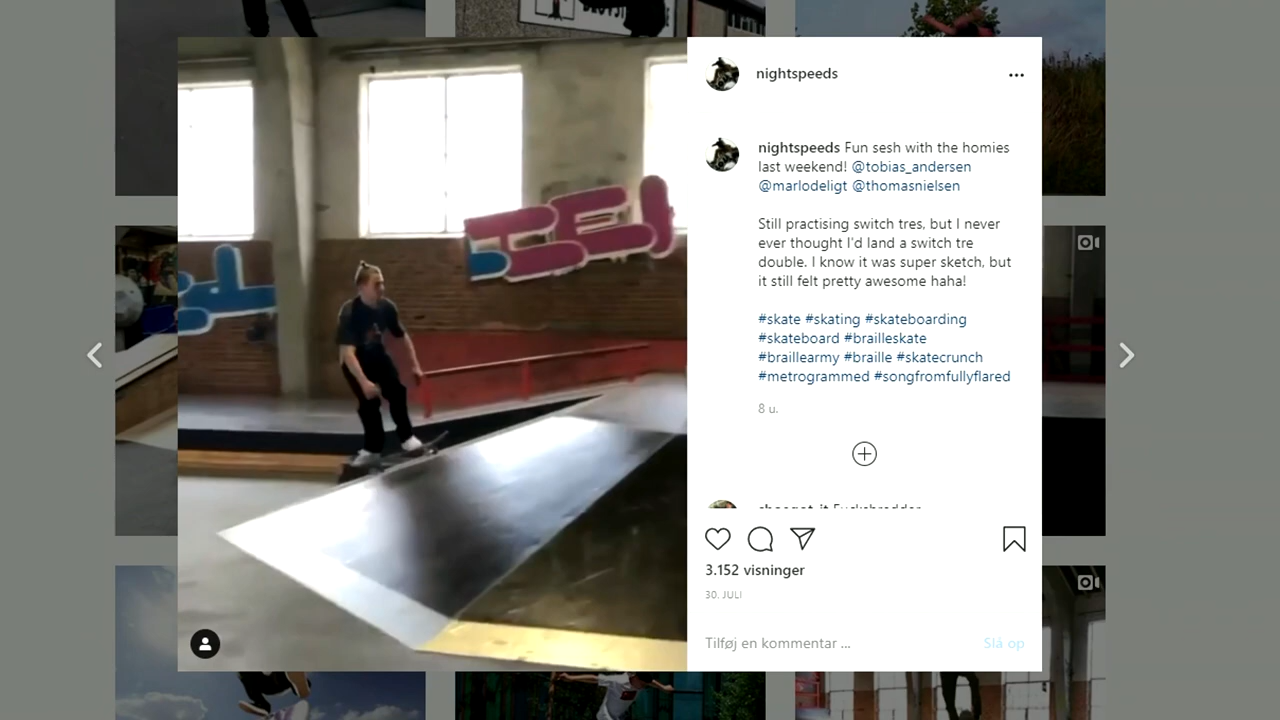 nightspeeds
nightspeeds Fun sesh with the homies
last weekend! @tobias_andersen
@marlodeligt @thomasnielsen
Still practising switch tres, but I never
ever thought I'd land a switch tre
double. I know it was super sketch, but
it still felt pretty awesome haha!
#skate #skating #skateboarding
#skateboard #brailleskate
#braillearmy #braille #skatecrunch
#metrogrammed #songfromfullyflared
8 u.
3.152 visninger
30. JULI
Tilføj en kommentar ...
Slå op